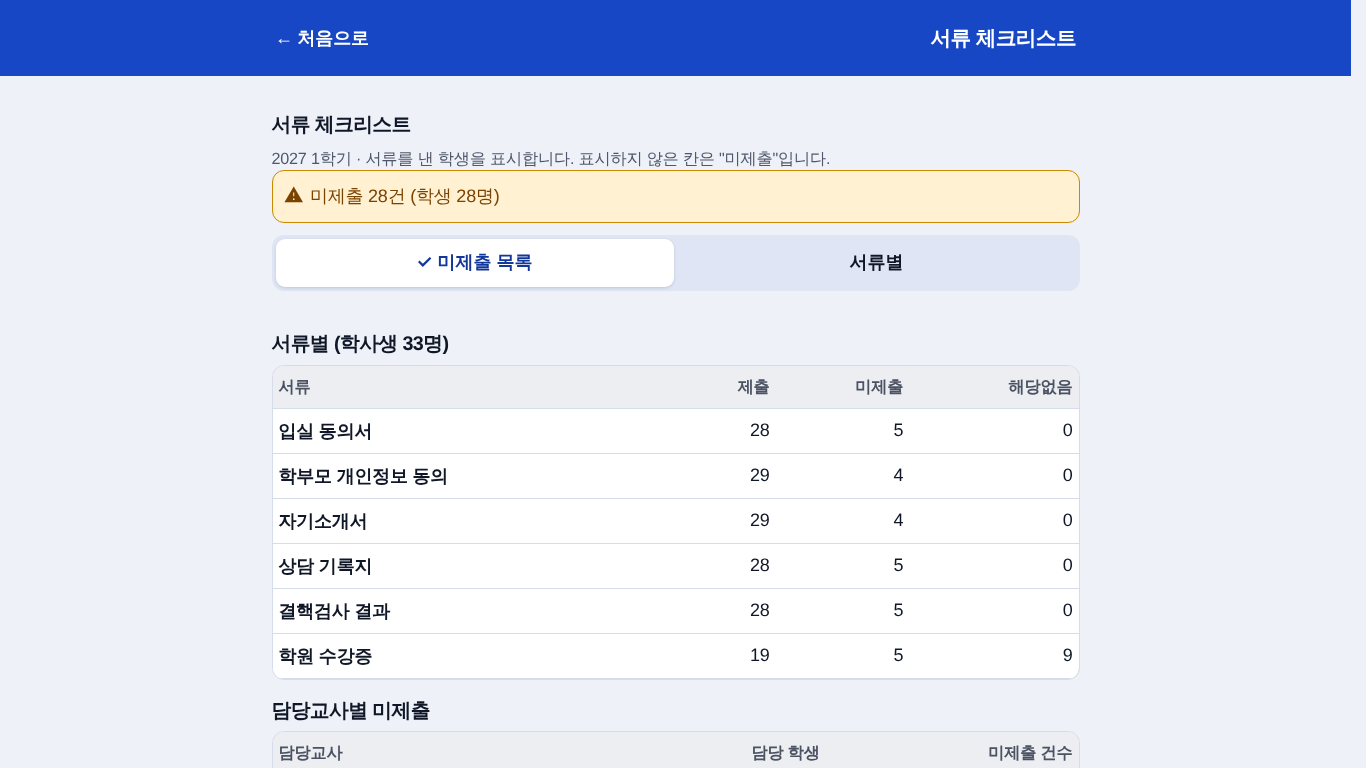 ← 처음으로
서류 체크리스트
서류 체크리스트
2027 1학기 · 서류를 낸 학생을 표시합니다. 표시하지 않은 칸은 "미제출"입니다.
미제출 28건 (학생 28명)
✓ 미제출 목록
서류별
서류별 (학사생 33명)
서류 제출 미제출 해당없음
입실 동의서 28 5 0
학부모 개인정보 동의 29 4 0
자기소개서 29 4 0
상담 기록지 28 5 0
결핵검사 결과 28 5 0
학원 수강증 19 5 9
담당교사별 미제출
담당교사 담당 학생 미제출 건수